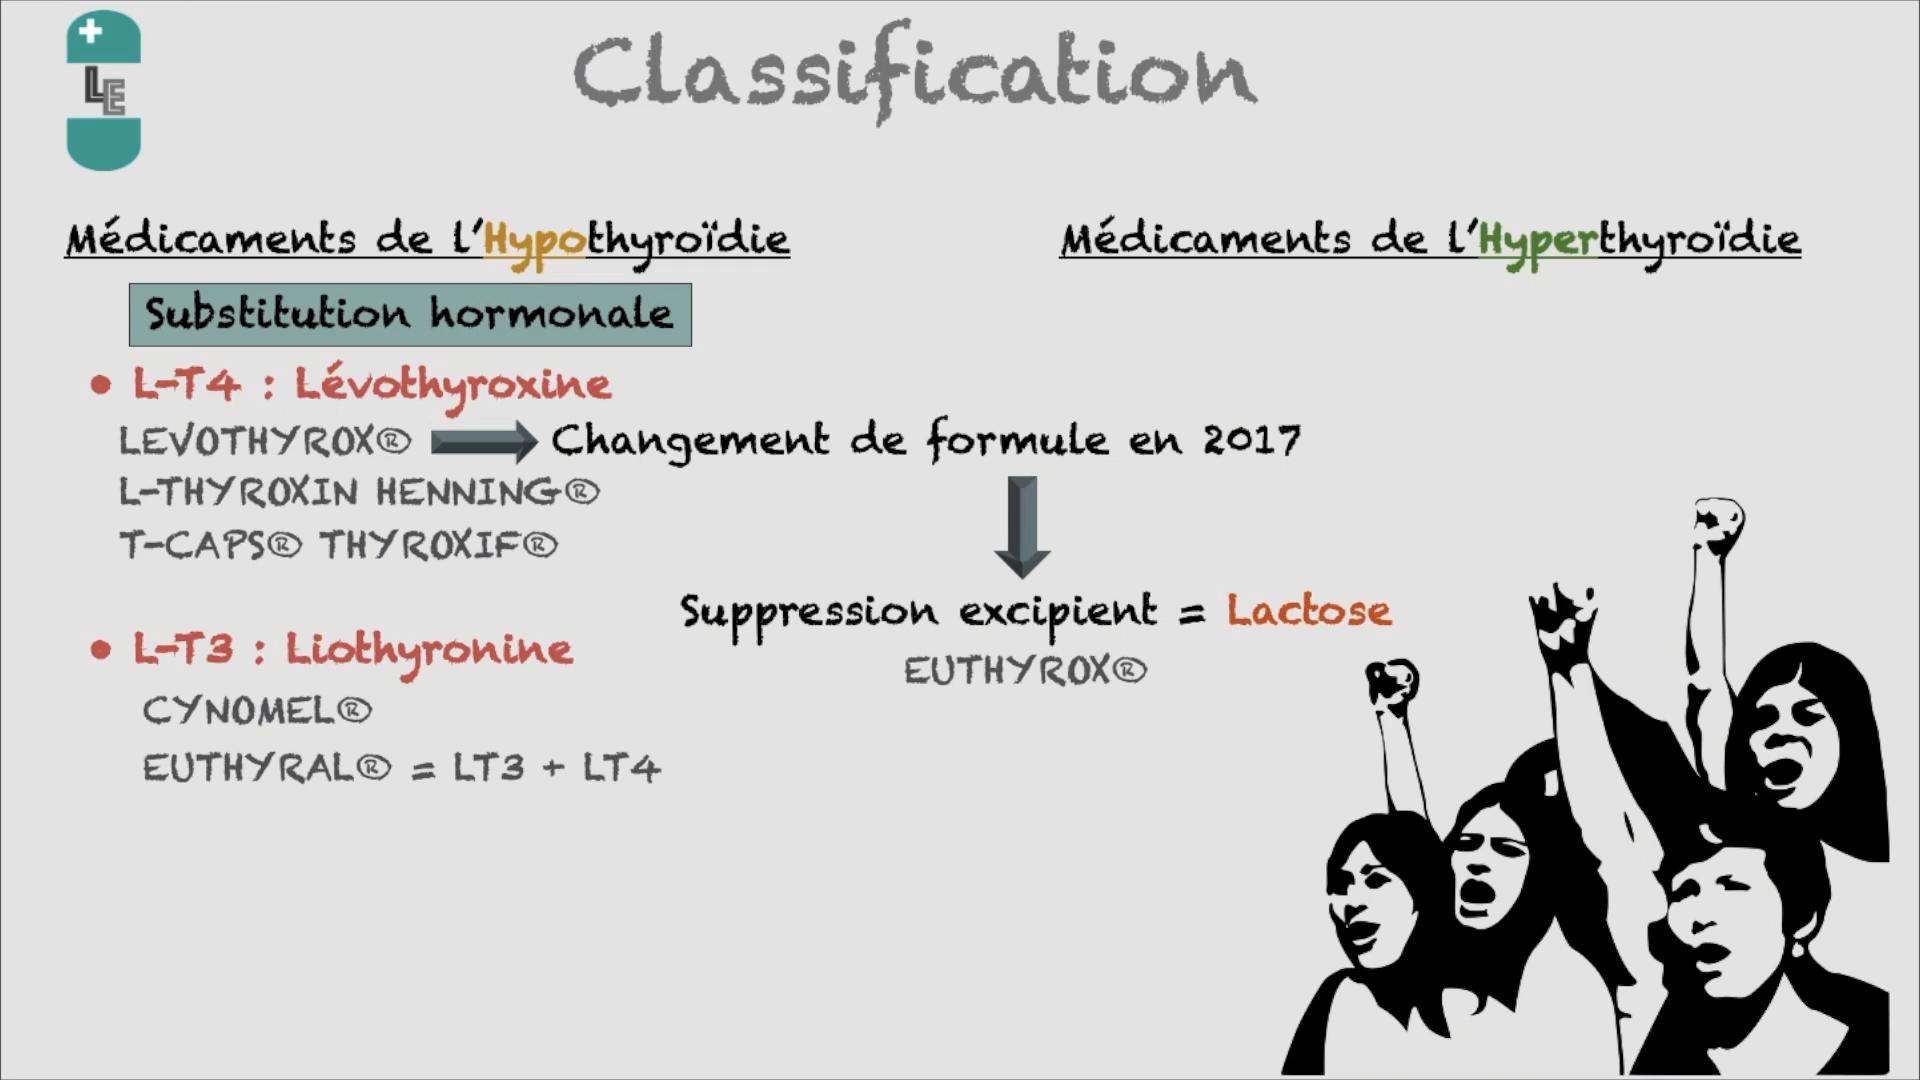 LE
Classification
Médicaments de l'Hypothyroïdie
Médicaments de l'Hyperthyroïdie
Substitution hormonale
• L-T4 : Lévothyroxine
LEVOTHYROX® Changement de formule en 2017
L-THYROXIN HENNING®
T-CAPS® THYROXIF®
Suppression excipient = Lactose
EUTHYROX®
• L-T3 : Liothyronine
CYNOMEL®
EUTHYRAL® = LT3 + LT4